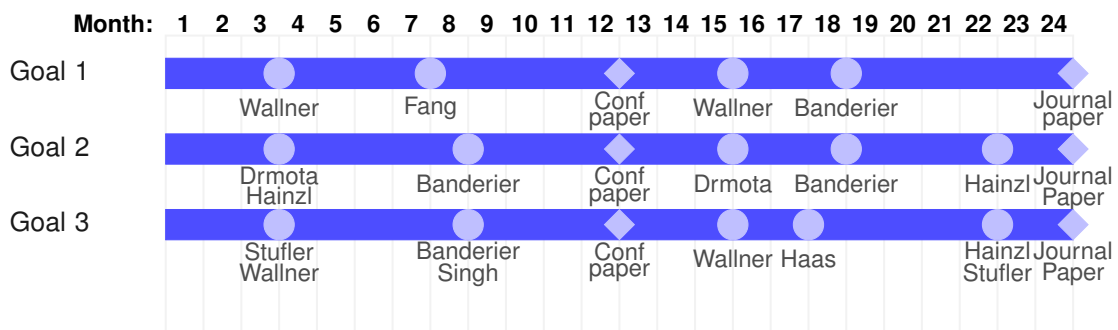 Month: 1 2 3 4 5 6 7 8 9 10 11 12 13 14 15 16 17 18 19 20 21 22 23 24
Goal 1
Wallner Fang Conf Wallner Banderier Journal
paper paper
Goal 2
Drmota Banderier Conf Drmota Banderier Hainzl Journal
Hainzl paper Paper
Goal 3
Stufler Banderier Conf Wallner Haas Hainzl Journal
Wallner Singh paper Stufler Paper